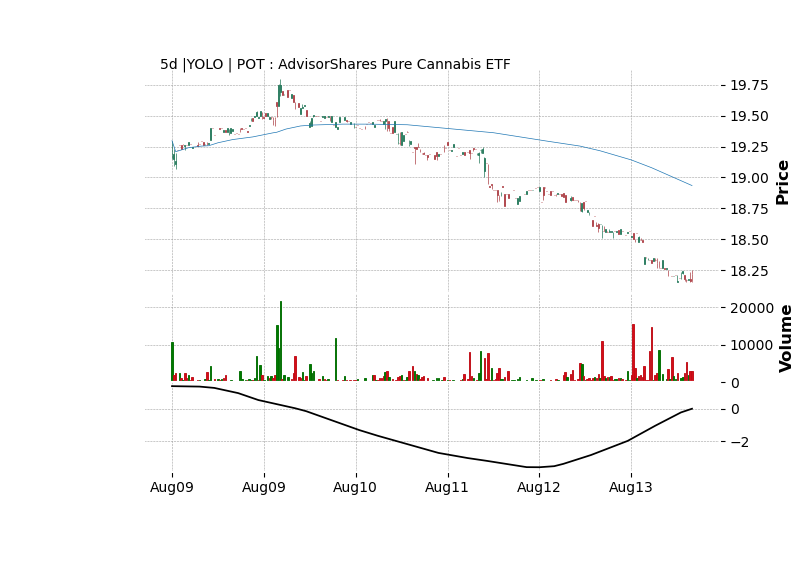 5d |YOLO | POT : AdvisorShares Pure Cannabis ETF
19.75
19.50
19.25
19.00
18.75
18.50
18.25
Price
20000
10000
0
Volume
0
−2
Aug09
Aug09
Aug10
Aug11
Aug12
Aug13